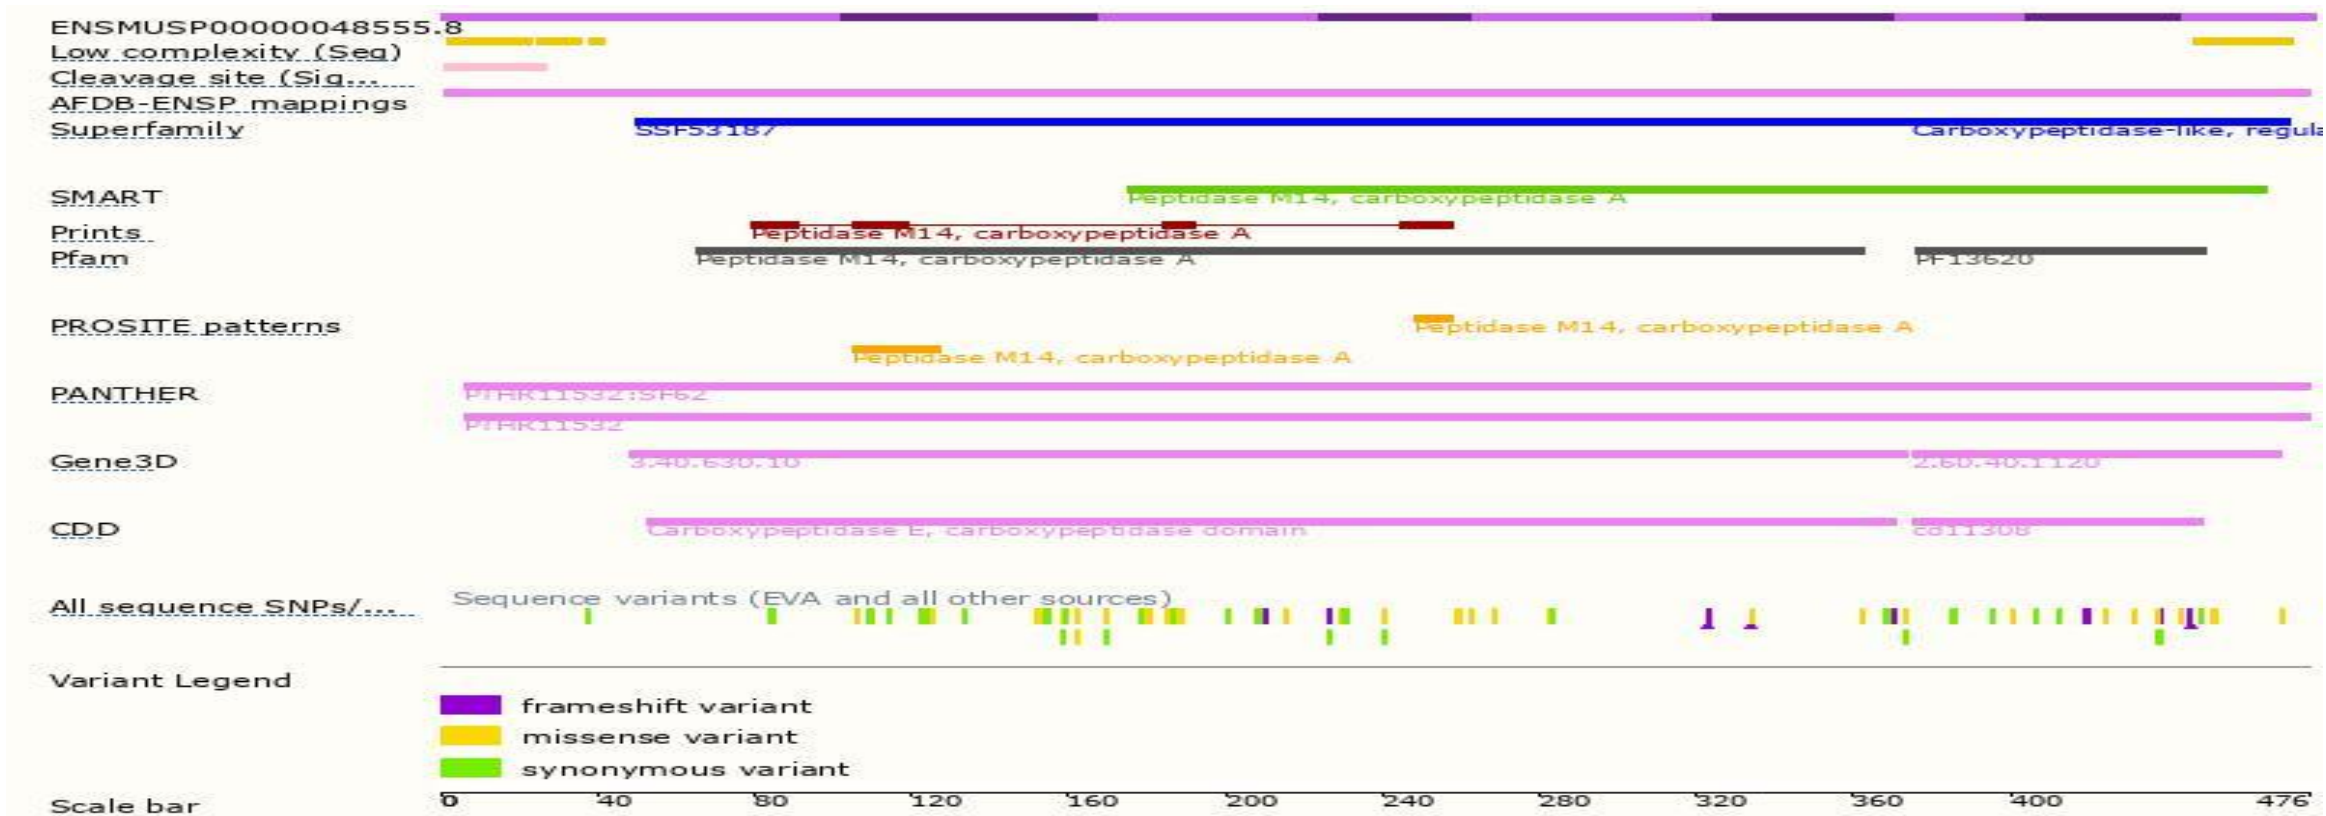 ENSMUSP00000048555.8
Low complexity (Seg)
Cleavage site (Sig...
AFDB-ENSP mappings
Superfamily
SSF53187
Carboxypeptidase-like, regula
SMART
Peptidase M14, carboxypeptidase A
Prints
Peptidase M14, carboxypeptidase A
Pfam
Peptidase M14, carboxypeptidase A
PF13620
PROSITE patterns
Peptidase M14, carboxypeptidase A
Peptidase M14, carboxypeptidase A
PANTHER
PTHR11532:SF62
PTHR11532
Gene3D
3.40.630.10
2.60.40.1120
CDD
Carboxypeptidase E, carboxypeptidase domain
cd11308
All sequence SNPs/...
Sequence variants (EVA and all other sources)
Variant Legend
frameshift variant
missense variant
synonymous variant
Scale bar
0 40 80 120 160 200 240 280 320 360 400 476